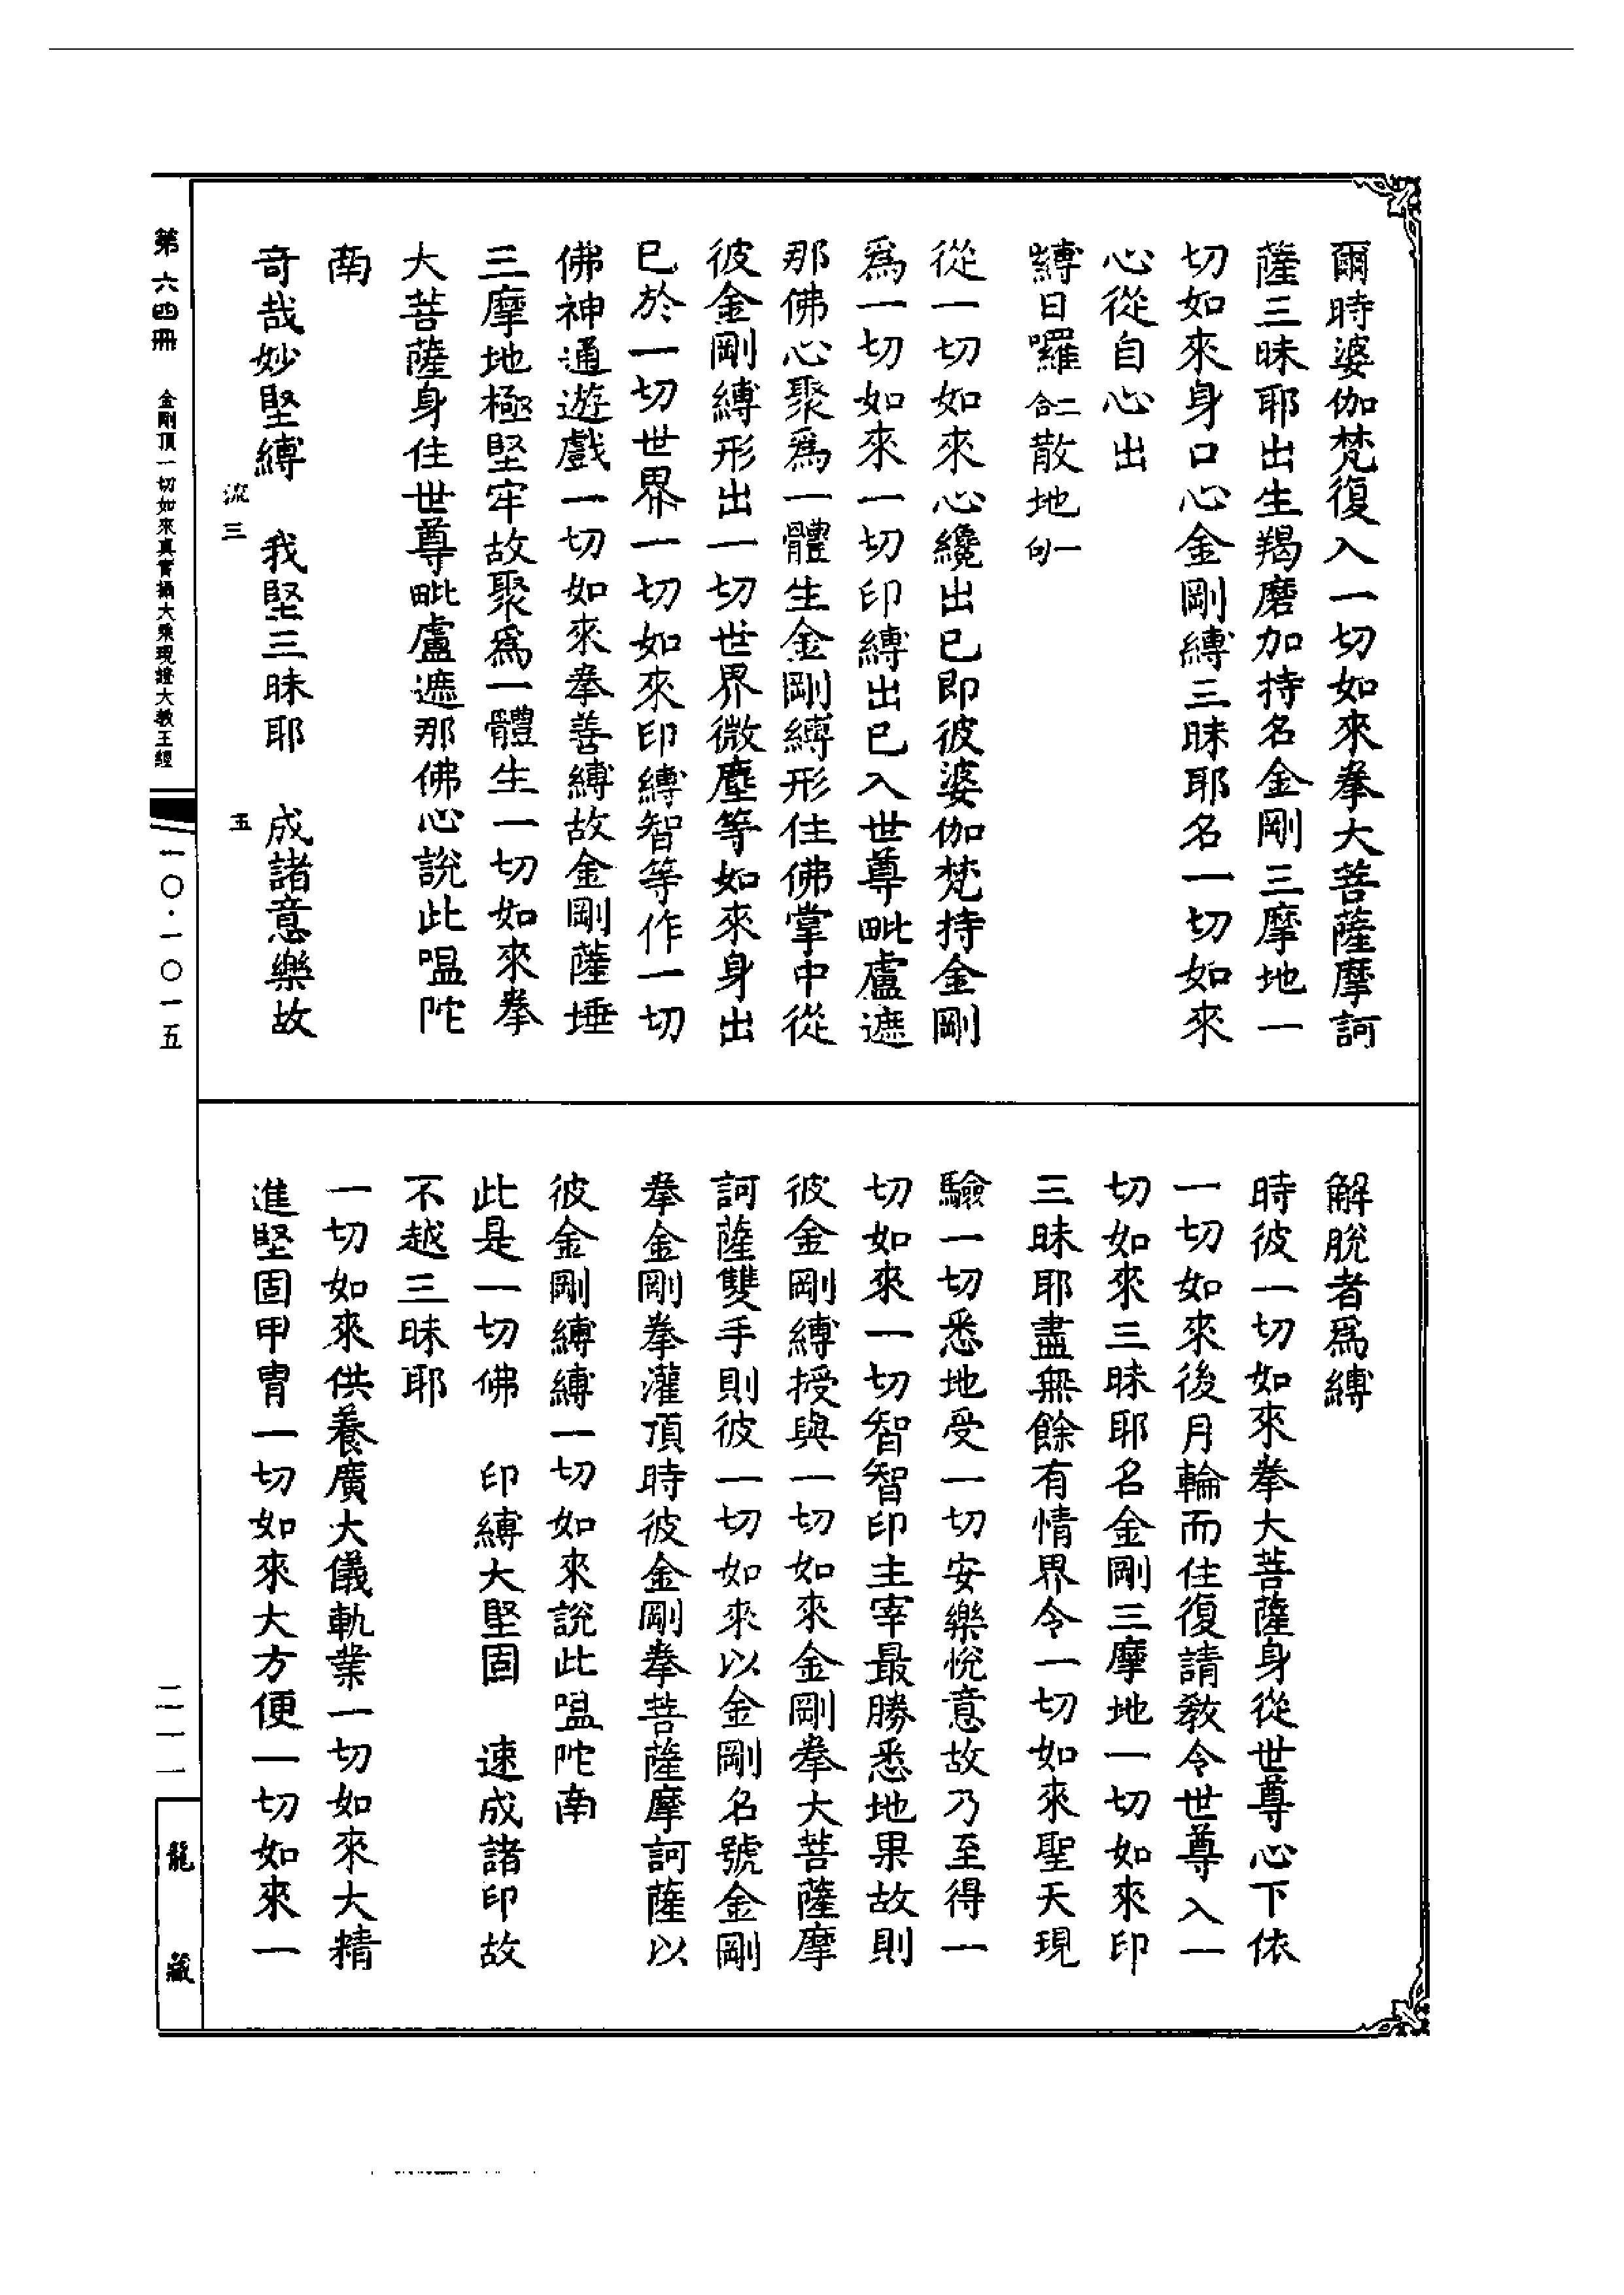 爾時婆伽梵復入一切如來拳大菩薩摩訶
薩三昧耶出生羯磨加持名金剛三摩地一
切如來身口心金剛縛三昧耶名一切如來
心從自心出
縛日囉二合散地一句
從一切如來心纔出已即彼婆伽梵持金剛
爲一切如來一切印縛出已入世尊毗盧遮
那佛心聚爲一體生金剛縛形住佛掌中從
彼金剛縛形出一切世界微塵等如來身出
已於一切世界一切如來印縛智等作一切
佛神通遊戲一切如來拳善縛故金剛薩埵
三摩地極堅牢故聚爲一體生一切如來拳
大菩薩身住世尊毗盧遮那佛心說此嗢陀
南
奇哉妙堅縛　我堅三昧耶　成諸意樂故
流三　五
解脫者爲縛
時彼一切如來拳大菩薩身從世尊心下依
一切如來後月輪而住復請教令世尊入一
切如來三昧耶名金剛三摩地一切如來印
三昧耶盡無餘有情界令一切如來聖天現
驗一切悉地受一切安樂悅意故乃至得一
切如來一切智智印主宰最勝悉地果故則
彼金剛縛授與一切如來金剛拳大菩薩摩
訶薩雙手則彼一切如來以金剛名號金剛
拳金剛拳灌頂時彼金剛拳菩薩摩訶薩以
彼金剛縛縛一切如來說此嗢陀南
此是一切佛　印縛大堅固　速成諸印故
不越三昧耶
一切如來供養廣大儀軌業一切如來大精
進堅固甲冑一切如來大方便一切如來一
第六四冊　金剛頂一切如來真實攝大乘現證大教王經
一〇·一〇一五
二一一
龍藏